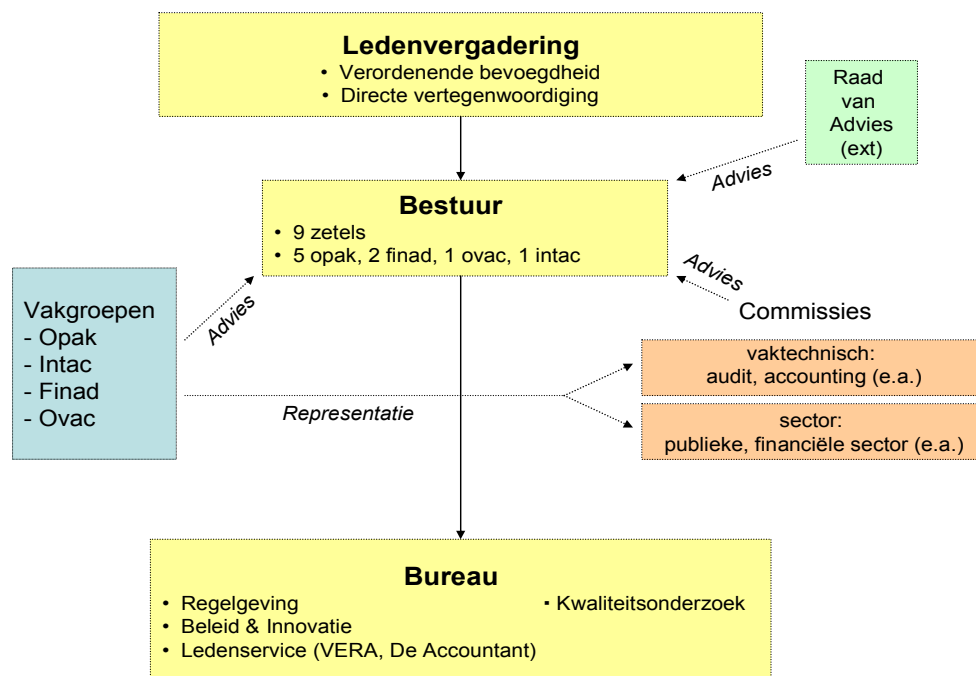 Ledenvergadering
• Verordenende bevoegdheid
• Directe vertegenwoordiging
Raad
van
Advies
(ext)
Advies
Bestuur
• 9 zetels
• 5 opak, 2 finad, 1 ovac, 1 intac
Advies
Commissies
Vakgroepen
- Opak
- Intac
- Finad
- Ovac
Advies
Representatie
vaktechnisch:
audit, accounting (e.a.)
sector:
publieke, financiële sector (e.a.)
Bureau
• Regelgeving
▪ Kwaliteitsonderzoek
• Beleid & Innovatie
• Ledenservice (VERA, De Accountant)